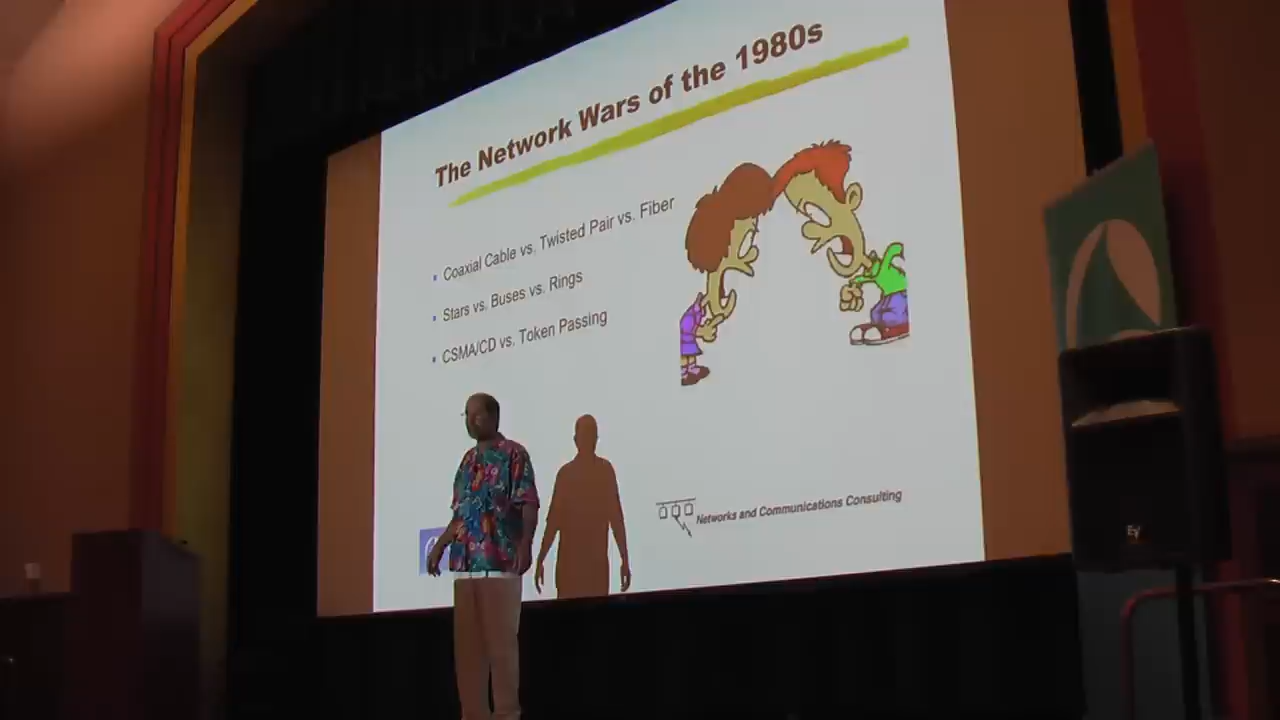 The Network Wars of the 1980s
Coaxial Cable vs. Twisted Pair vs. Fiber
Stars vs. Buses vs. Rings
CSMA/CD vs. Token Passing
Networks and Communications Consulting
EV